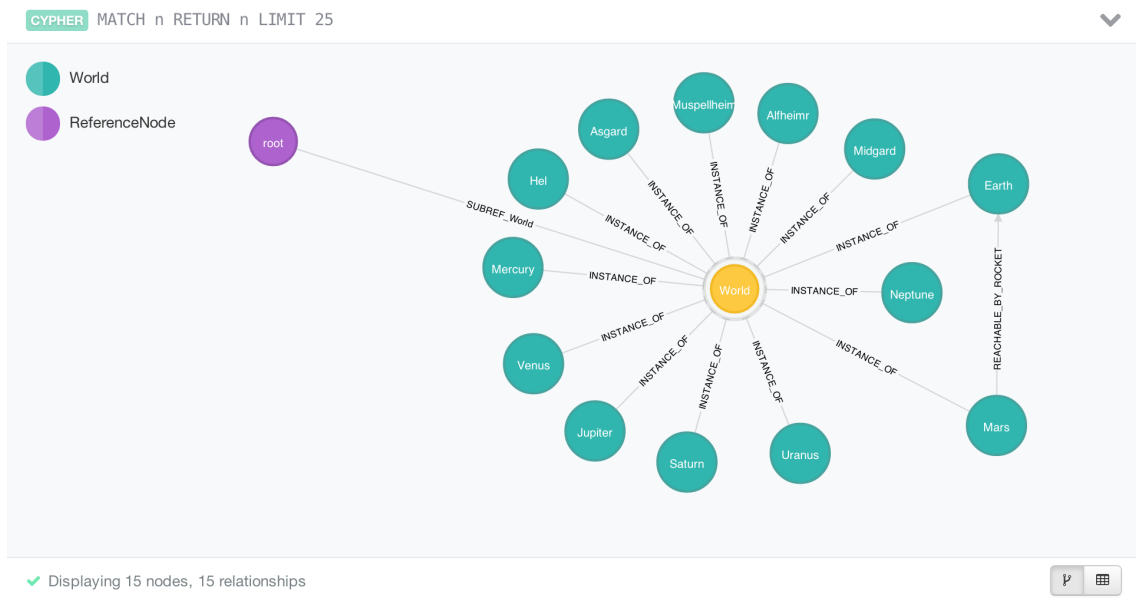 CYPHER MATCH n RETURN n LIMIT 25
World
ReferenceNode
root
Muspellheim
Alfheimr
Asgard
Midgard
Hel
Earth
Mercury
World
Neptune
Venus
Jupiter
Saturn
Uranus
Mars
SUBREF_World
INSTANCE_OF
INSTANCE_OF
INSTANCE_OF
INSTANCE_OF
INSTANCE_OF
INSTANCE_OF
INSTANCE_OF
INSTANCE_OF
INSTANCE_OF
INSTANCE_OF
INSTANCE_OF
INSTANCE_OF
INSTANCE_OF
REACHABLE_BY_ROCKET
Displaying 15 nodes, 15 relationships